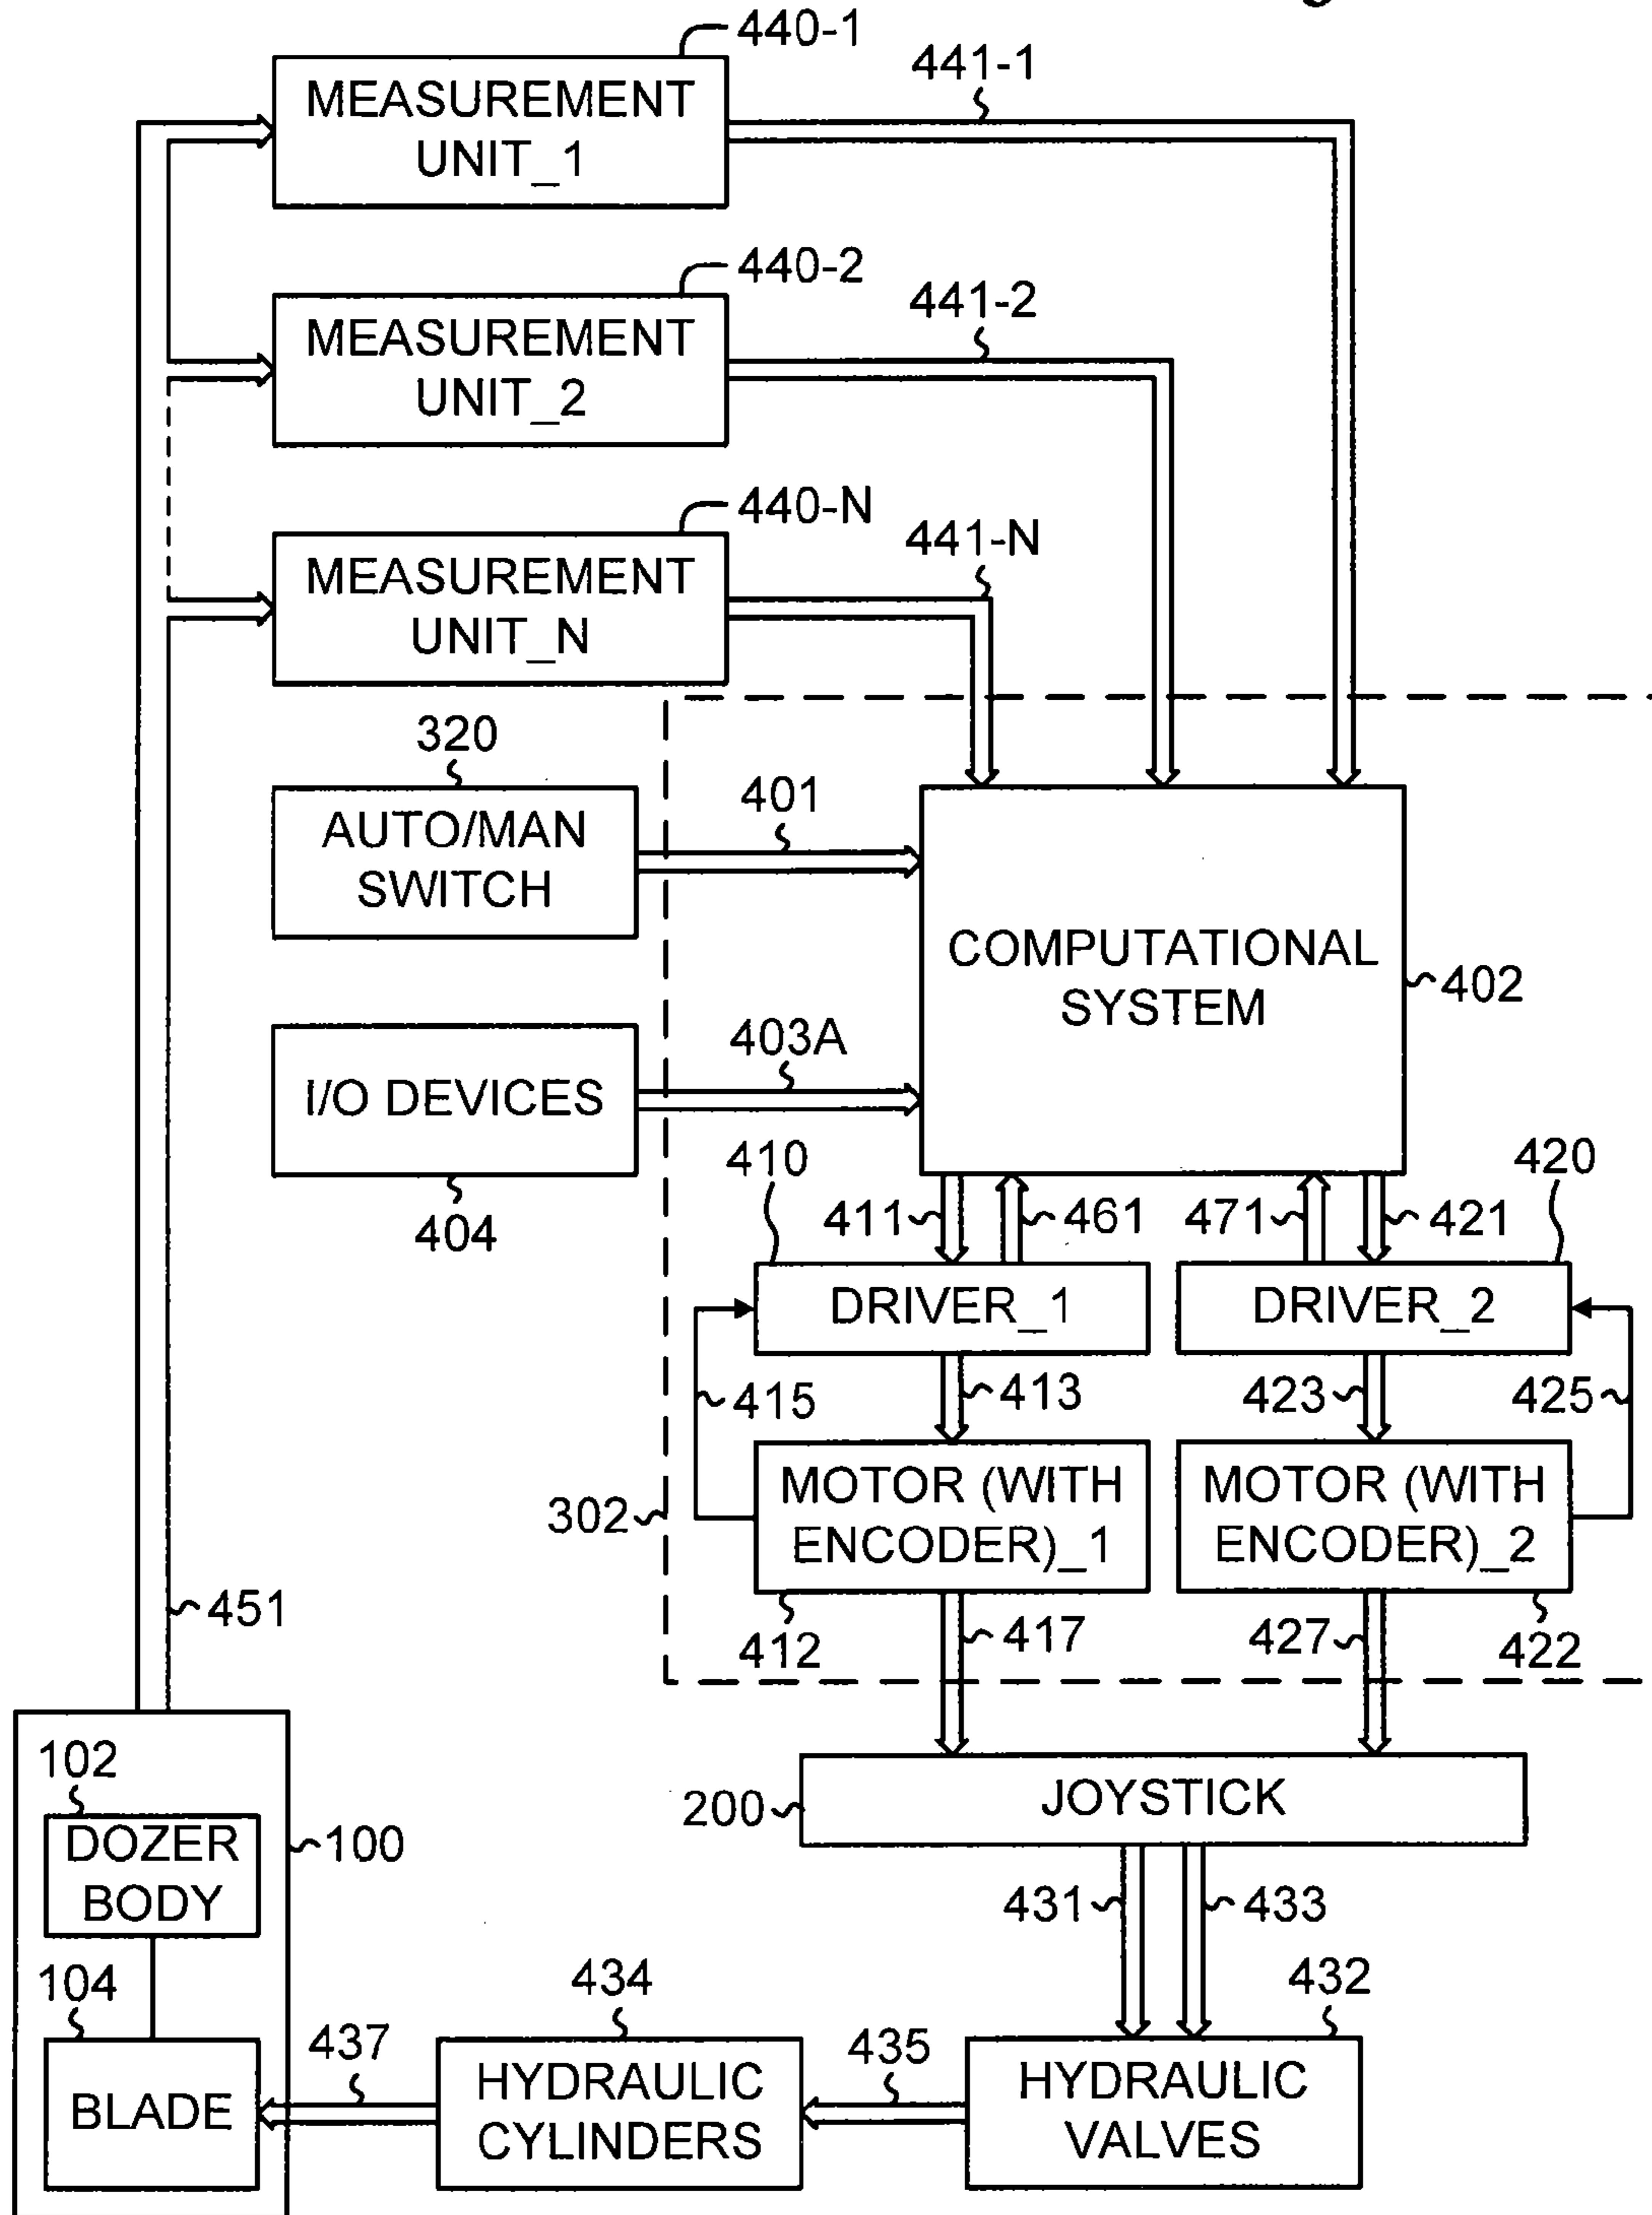 440-1
441-1
MEASUREMENT
UNIT_1
440-2
441-2
MEASUREMENT
UNIT_2
440-N
441-N
MEASUREMENT
UNIT_N
320
401
AUTO/MAN
SWITCH
COMPUTATIONAL
SYSTEM
402
403A
I/O DEVICES
404
410
420
411
461
471
421
DRIVER_1
DRIVER_2
415
413
423
425
MOTOR (WITH
ENCODER)_1
MOTOR (WITH
ENCODER)_2
302
451
412
417
427
422
102
DOZER
BODY
100
200
JOYSTICK
431
433
104
BLADE
437
434
HYDRAULIC
CYLINDERS
435
432
HYDRAULIC
VALVES